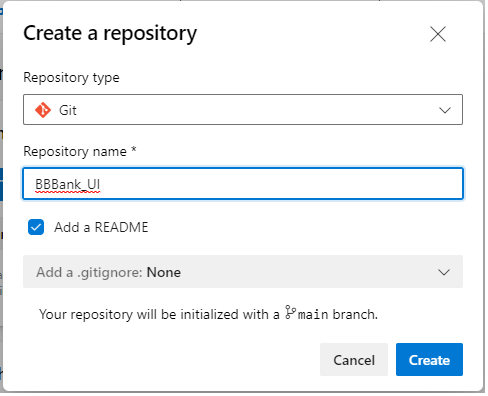 Create a repository
Repository type
Git
Repository name *
BBBank_UI
Add a README
Add a .gitignore: None
Your repository will be initialized with a main branch.
Cancel
Create